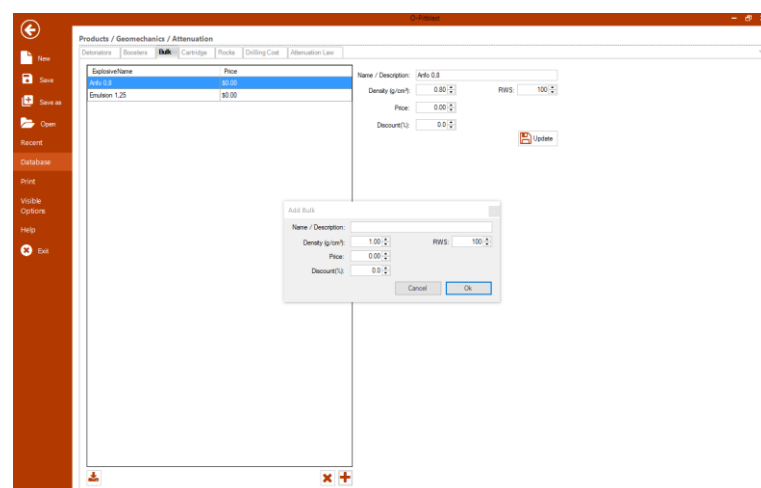 O-Pitblast
Products / Geomechanics / Attenuation
Detonators Boosters Bulk Cartridge Rocks Drilling Cost Attenuation Law
New
Save
Save as
Open
Recent
Database
Print
Visible
Options
Help
Exit
ExplosiveName Price
Anfo 0,8 $0.00
Emulsion 1,25 $0.00
Name / Description: Anfo 0,8
Density (g/cm³): 0.80 RWS: 100
Price: 0.00
Discount(%): 0.0
Update
Add Bulk
Name / Description:
Density (g/cm³): 1.00 RWS: 100
Price: 0.00
Discount(%): 0.0
Cancel Ok